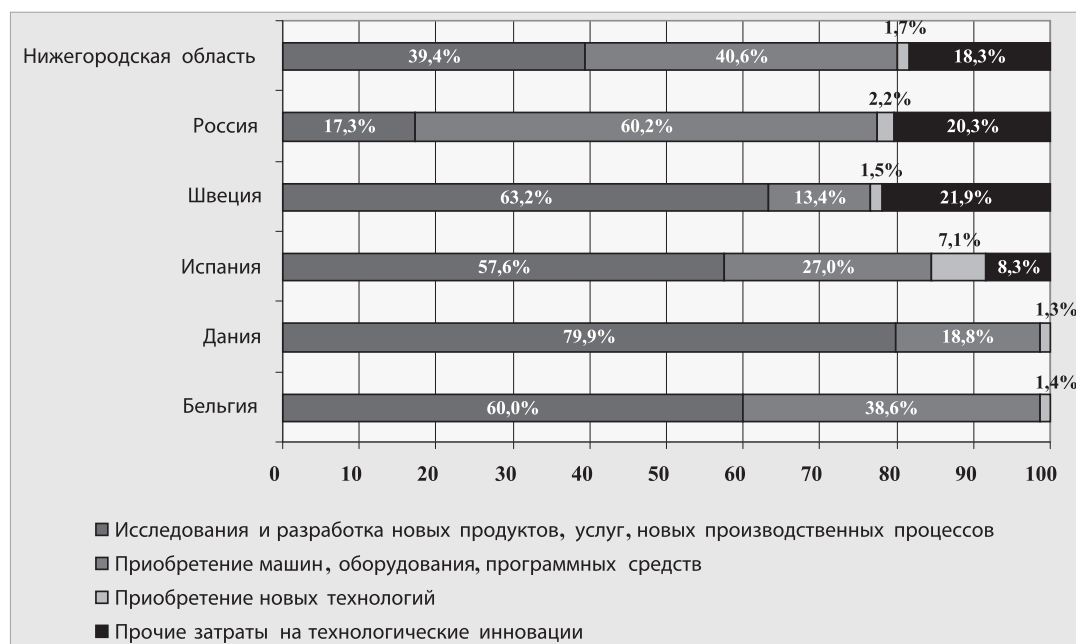 1,7%
Нижегородская область 39,4% 40,6% 18,3%
2,2%
Россия 17,3% 60,2% 20,3%
1,5%
Швеция 63,2% 13,4% 21,9%
7,1%
Испания 57,6% 27,0% 8,3%
1,3%
Дания 79,9% 18,8%
1,4%
Бельгия 60,0% 38,6%
0 10 20 30 40 50 60 70 80 90 100
Исследования и разработка новых продуктов, услуг, новых производственных процессов
Приобретение машин, оборудования, программных средств
Приобретение новых технологий
Прочие затраты на технологические инновации